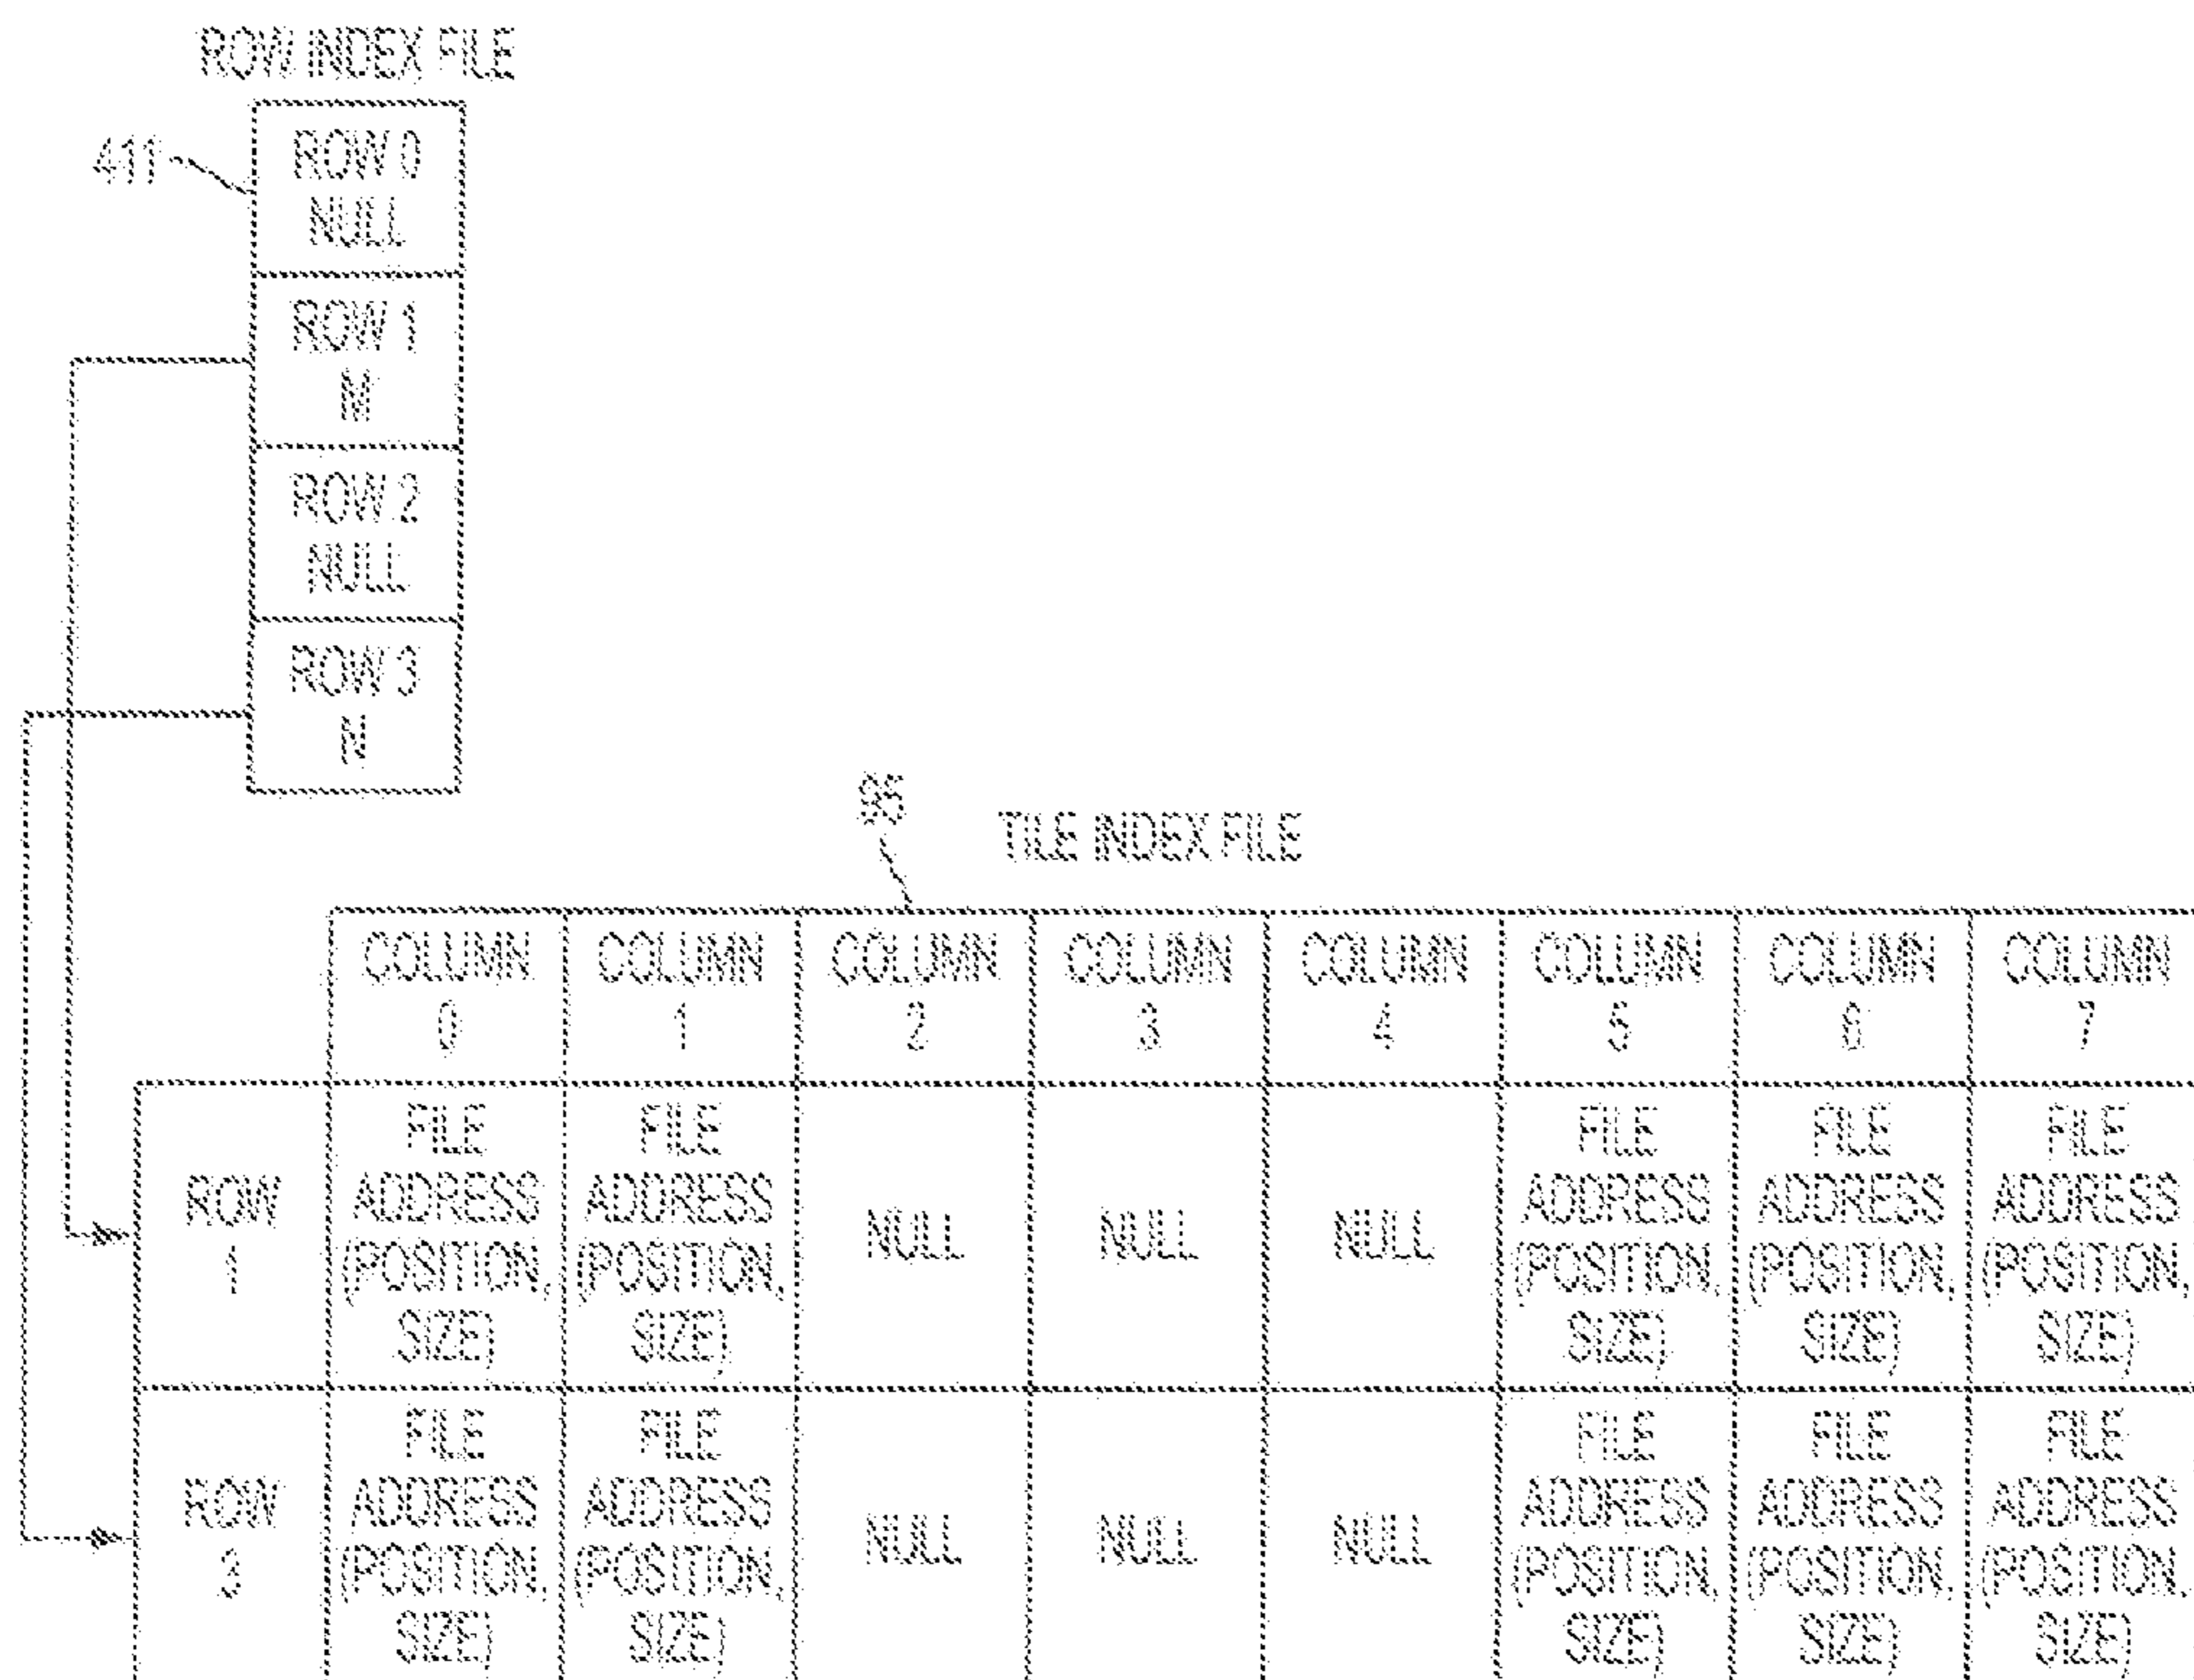 ROW INDEX FILE
411
ROW 0
NULL
ROW 1
M
ROW 2
NULL
ROW 3
N
95
TILE INDEX FILE
COLUMN 0
COLUMN 1
COLUMN 2
COLUMN 3
COLUMN 4
COLUMN 5
COLUMN 6
COLUMN 7
ROW 1
FILE ADDRESS (POSITION, SIZE)
FILE ADDRESS (POSITION, SIZE)
NULL
NULL
NULL
FILE ADDRESS (POSITION, SIZE)
FILE ADDRESS (POSITION, SIZE)
FILE ADDRESS (POSITION, SIZE)
ROW 3
FILE ADDRESS (POSITION, SIZE)
FILE ADDRESS (POSITION, SIZE)
NULL
NULL
NULL
FILE ADDRESS (POSITION, SIZE)
FILE ADDRESS (POSITION, SIZE)
FILE ADDRESS (POSITION, SIZE)